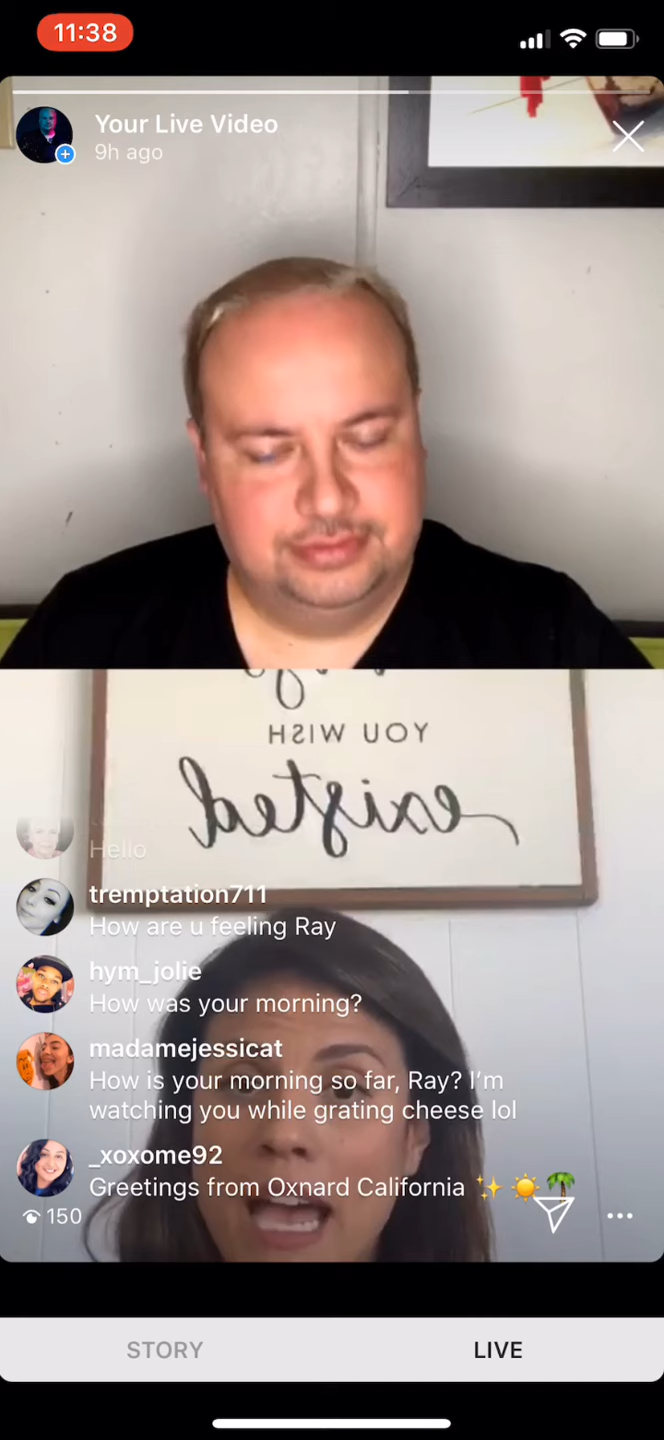 11:38
Your Live Video
9h ago
YOU WISH
existed
Hello
tremptation711
How are u feeling Ray
hym_jolie
How was your morning?
madamejessicat
How is your morning so far, Ray? I’m
watching you while grating cheese lol
_xoxome92
Greetings from Oxnard California ✨☀️🌴
150
STORY
LIVE